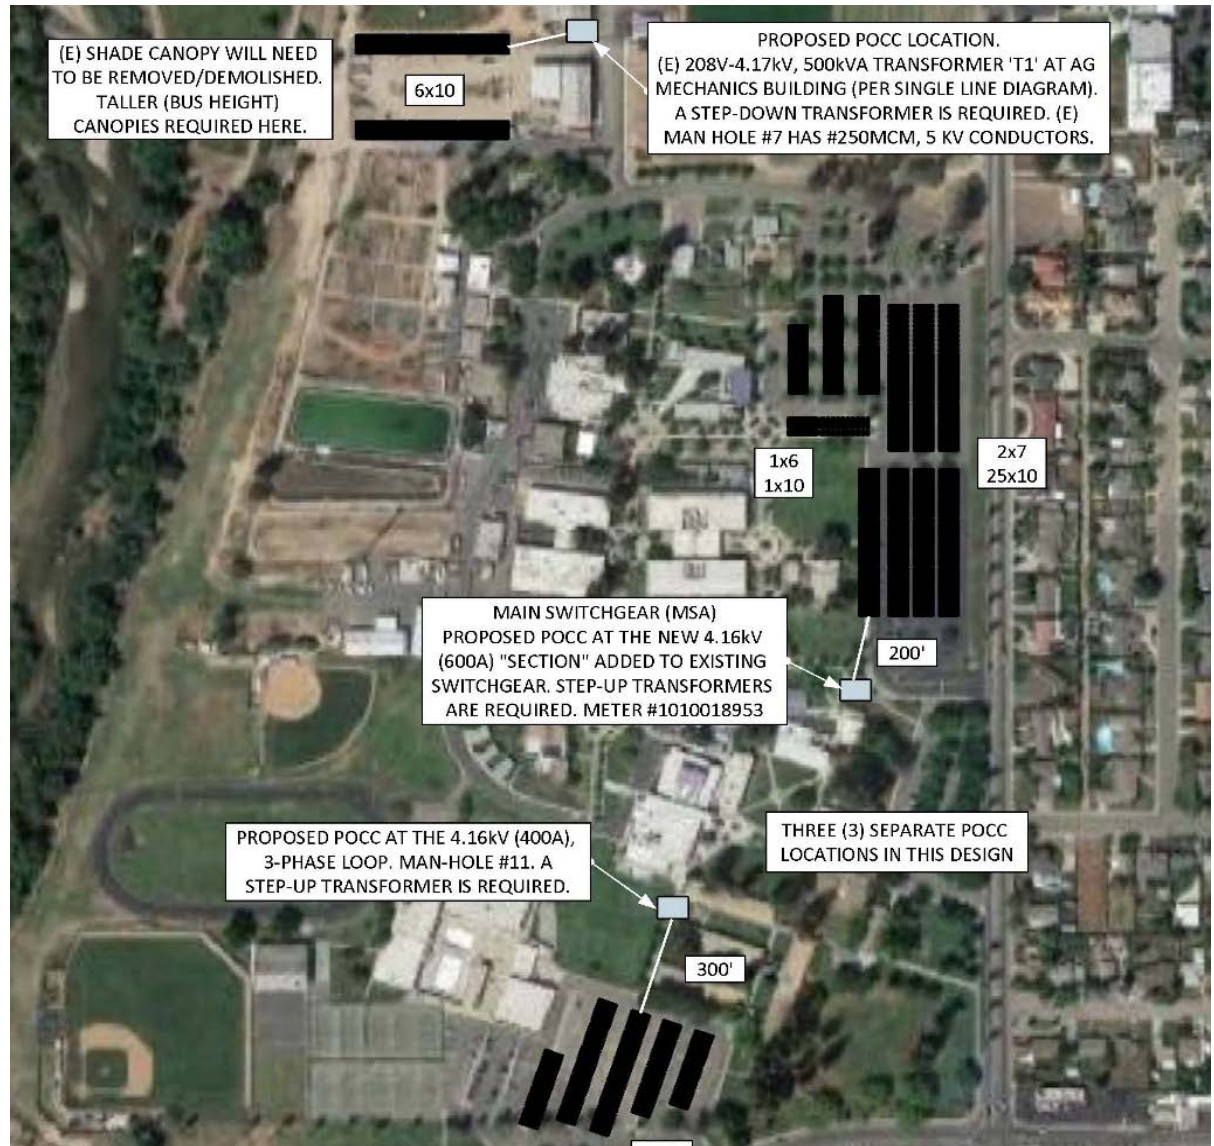 (E) SHADE CANOPY WILL NEED
TO BE REMOVED/DEMOLISHED.
TALLER (BUS HEIGHT)
CANOPIES REQUIRED HERE.
6x10
PROPOSED POCC LOCATION.
(E) 208V-4.17kV, 500kVA TRANSFORMER 'T1' AT AG
MECHANICS BUILDING (PER SINGLE LINE DIAGRAM).
A STEP-DOWN TRANSFORMER IS REQUIRED. (E)
MAN HOLE #7 HAS #250MCM, 5 KV CONDUCTORS.
1x6
1x10
2x7
25x10
MAIN SWITCHGEAR (MSA)
PROPOSED POCC AT THE NEW 4.16kV
(600A) "SECTION" ADDED TO EXISTING
SWITCHGEAR. STEP-UP TRANSFORMERS
ARE REQUIRED. METER #1010018953
200'
PROPOSED POCC AT THE 4.16kV (400A),
3-PHASE LOOP. MAN-HOLE #11. A
STEP-UP TRANSFORMER IS REQUIRED.
THREE (3) SEPARATE POCC
LOCATIONS IN THIS DESIGN
300'